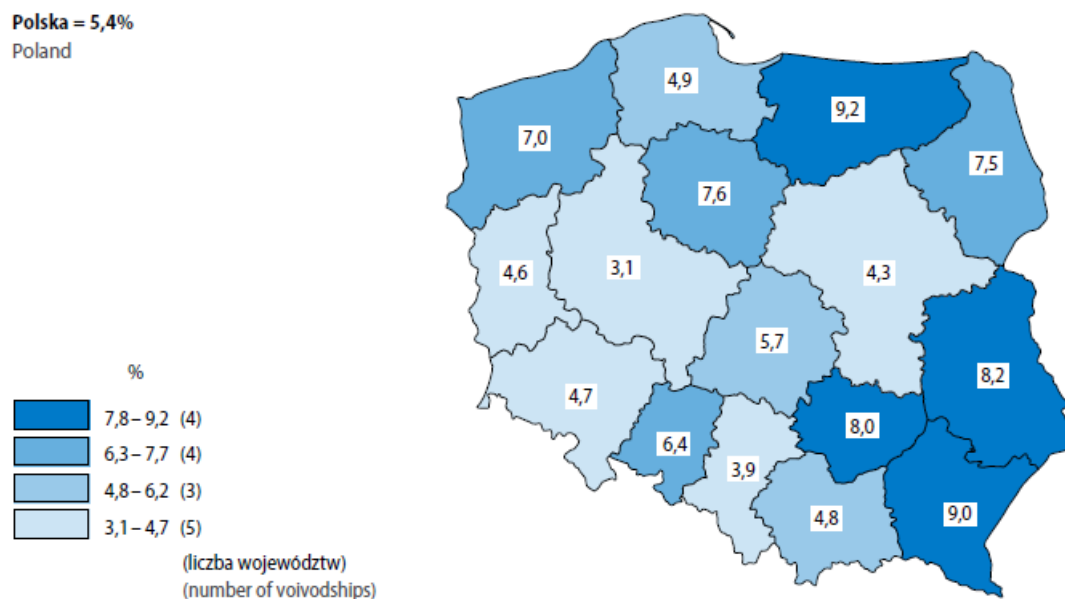 Polska = 5,4%
Poland
4,9
9,2
7,0
7,5
7,6
4,6
3,1
4,3
5,7
8,2
4,7
8,0
6,4
3,9
4,8
9,0
%
7,8 – 9,2 (4)
6,3 – 7,7 (4)
4,8 – 6,2 (3)
3,1 – 4,7 (5)
(liczba województw)
(number of voivodships)